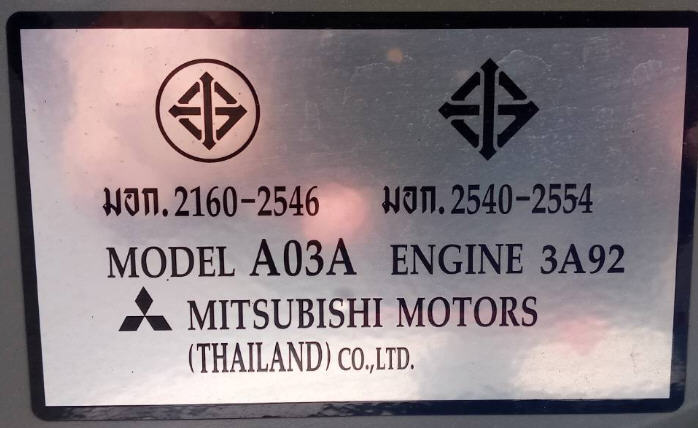 มอก.2160-2546 มอก.2540-2554
MODEL A03A ENGINE 3A92
MITSUBISHI MOTORS
(THAILAND) CO.,LTD.